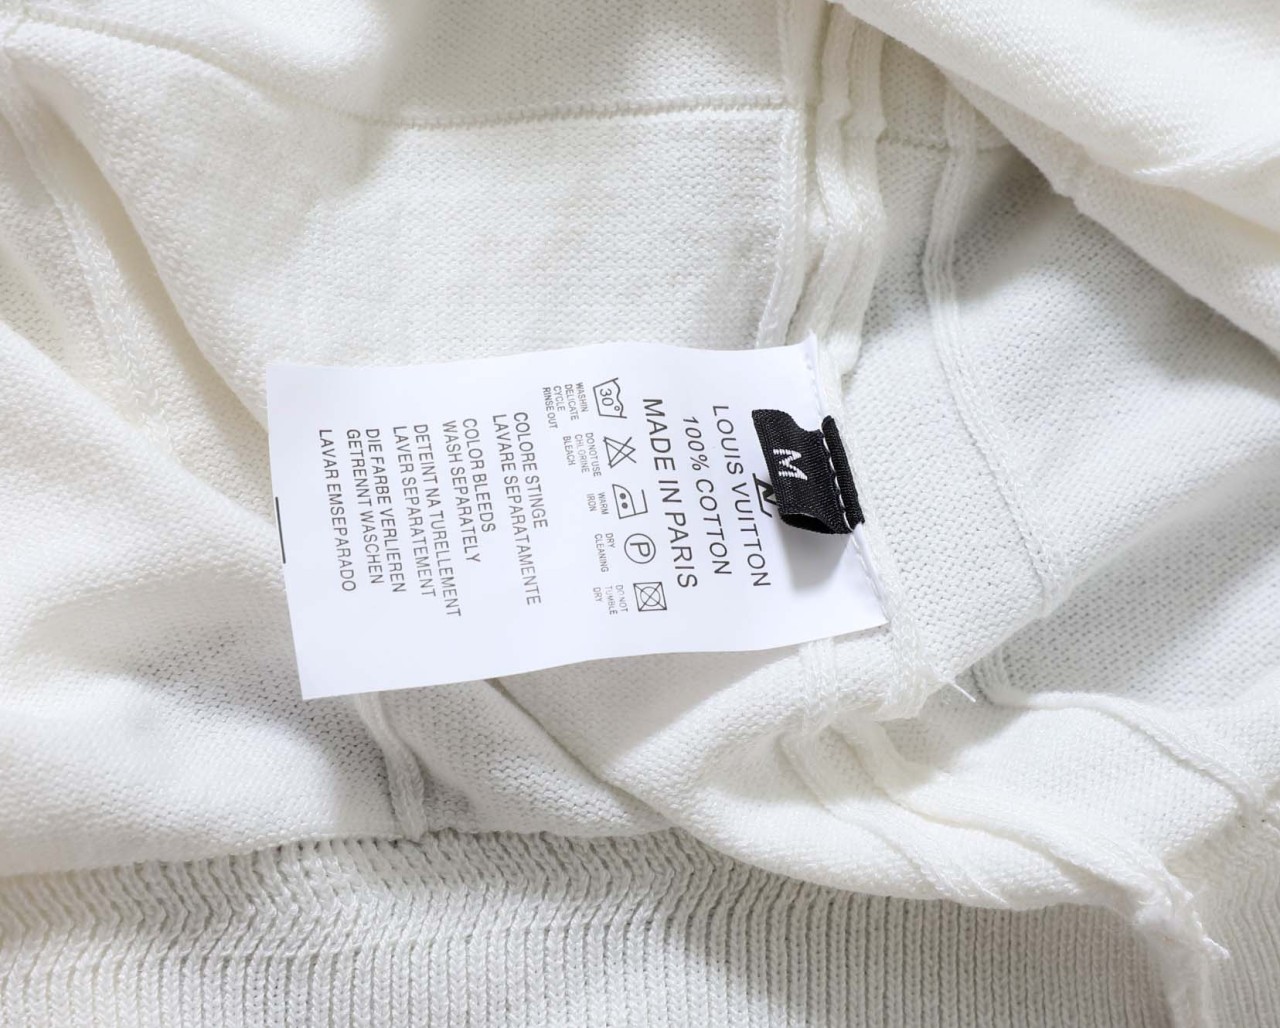 M
LOUIS VUITTON
100% COTTON
MADE IN PARIS
30°
P
WASHIN
DELICATE
CYCLE
RINSE OUT
DO NOT USE
CHLORINE
BLEACH
WARM
IRON
DRY
CLEANING
DO NOT
TUMBLE
DRY
COLORE STINGE
LAVARE SEPARATAMENTE
COLOR BLEEDS
WASH SEPARATELY
DETEINT NA TURELLEMENT
LAVER SEPARATEMENT
DIE FARBE VERLIEREN
GETRENNT WASCHEN
LAVAR EMSEPARADO